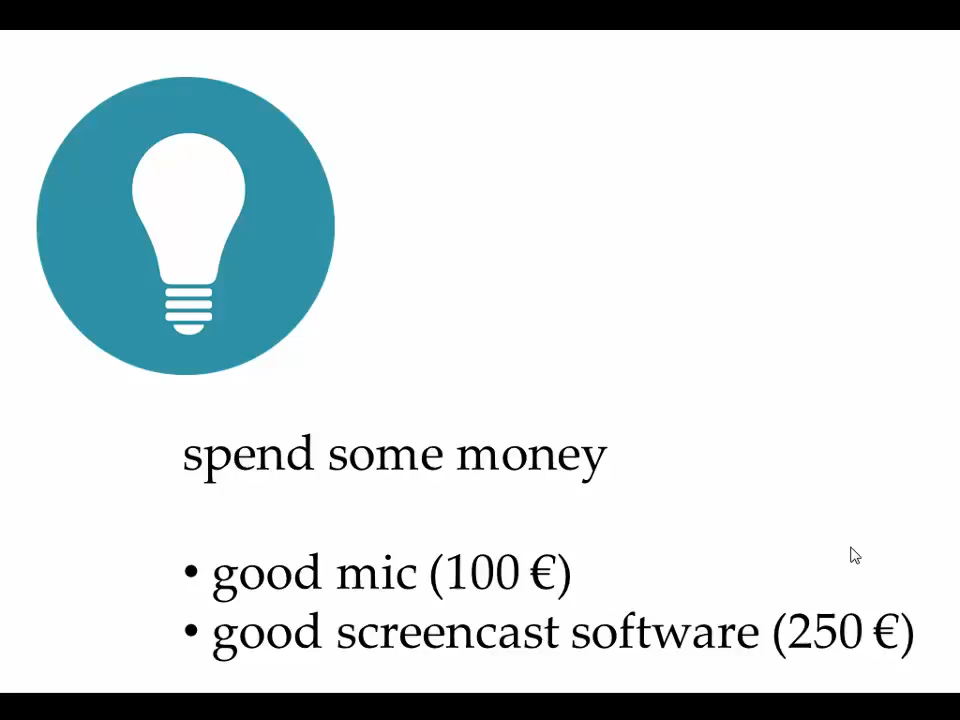 spend some money
• good mic (100 €)
• good screencast software (250 €)